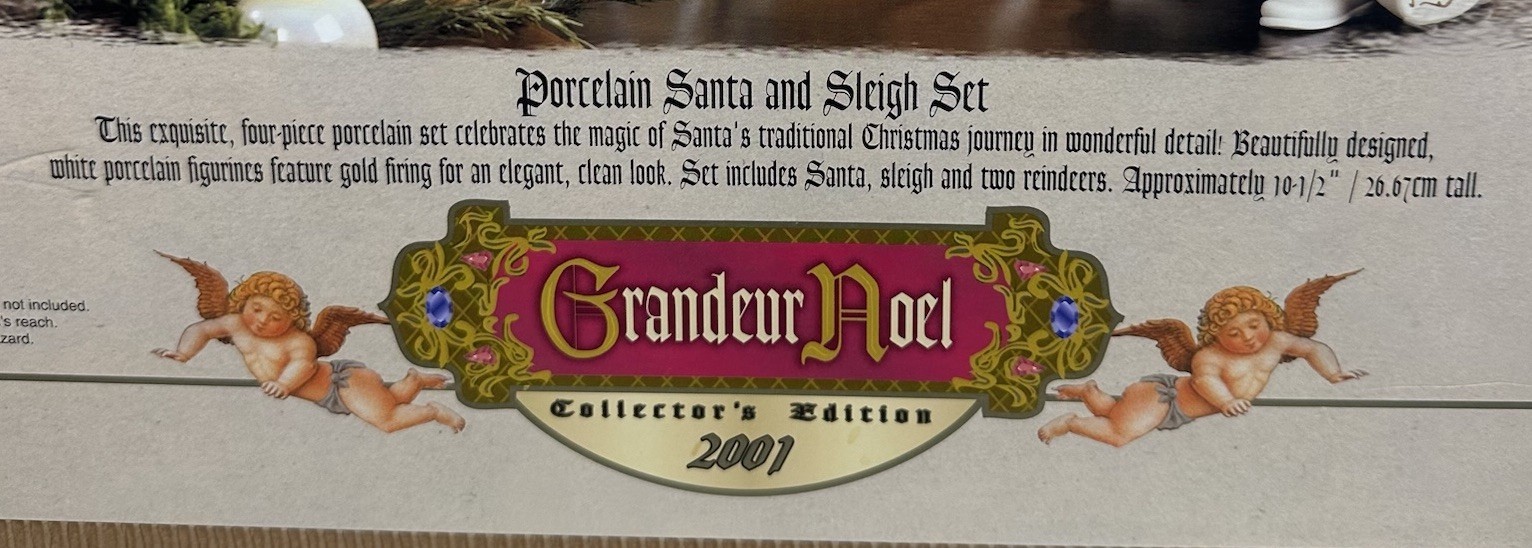 Porcelain Santa and Sleigh Set
This exquisite, four-piece porcelain set celebrates the magic of Santa's traditional Christmas journey in wonderful detail! Beautifully designed,
white porcelain figurines feature gold firing for an elegant, clean look. Set includes Santa, sleigh and two reindeers. Approximately 10-1/2" / 26.67cm tall.
not included.
's reach.
zard.
Grandeur Noel
Collector's Edition
2001